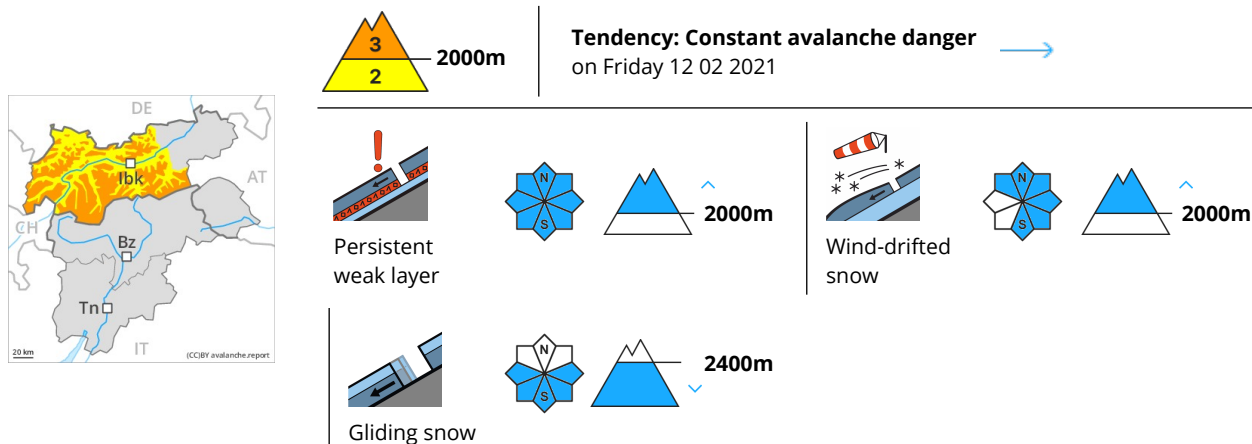 3
2
2000m
Tendency: Constant avalanche danger
on Friday 12 02 2021
DE
Ibk
AT
CH
Bz
Tn
IT
20 km
(CC)BY avalanche.report
N
S
2000m
Persistent
weak layer
N
S
2000m
Wind-drifted
snow
N
S
2400m
Gliding snow